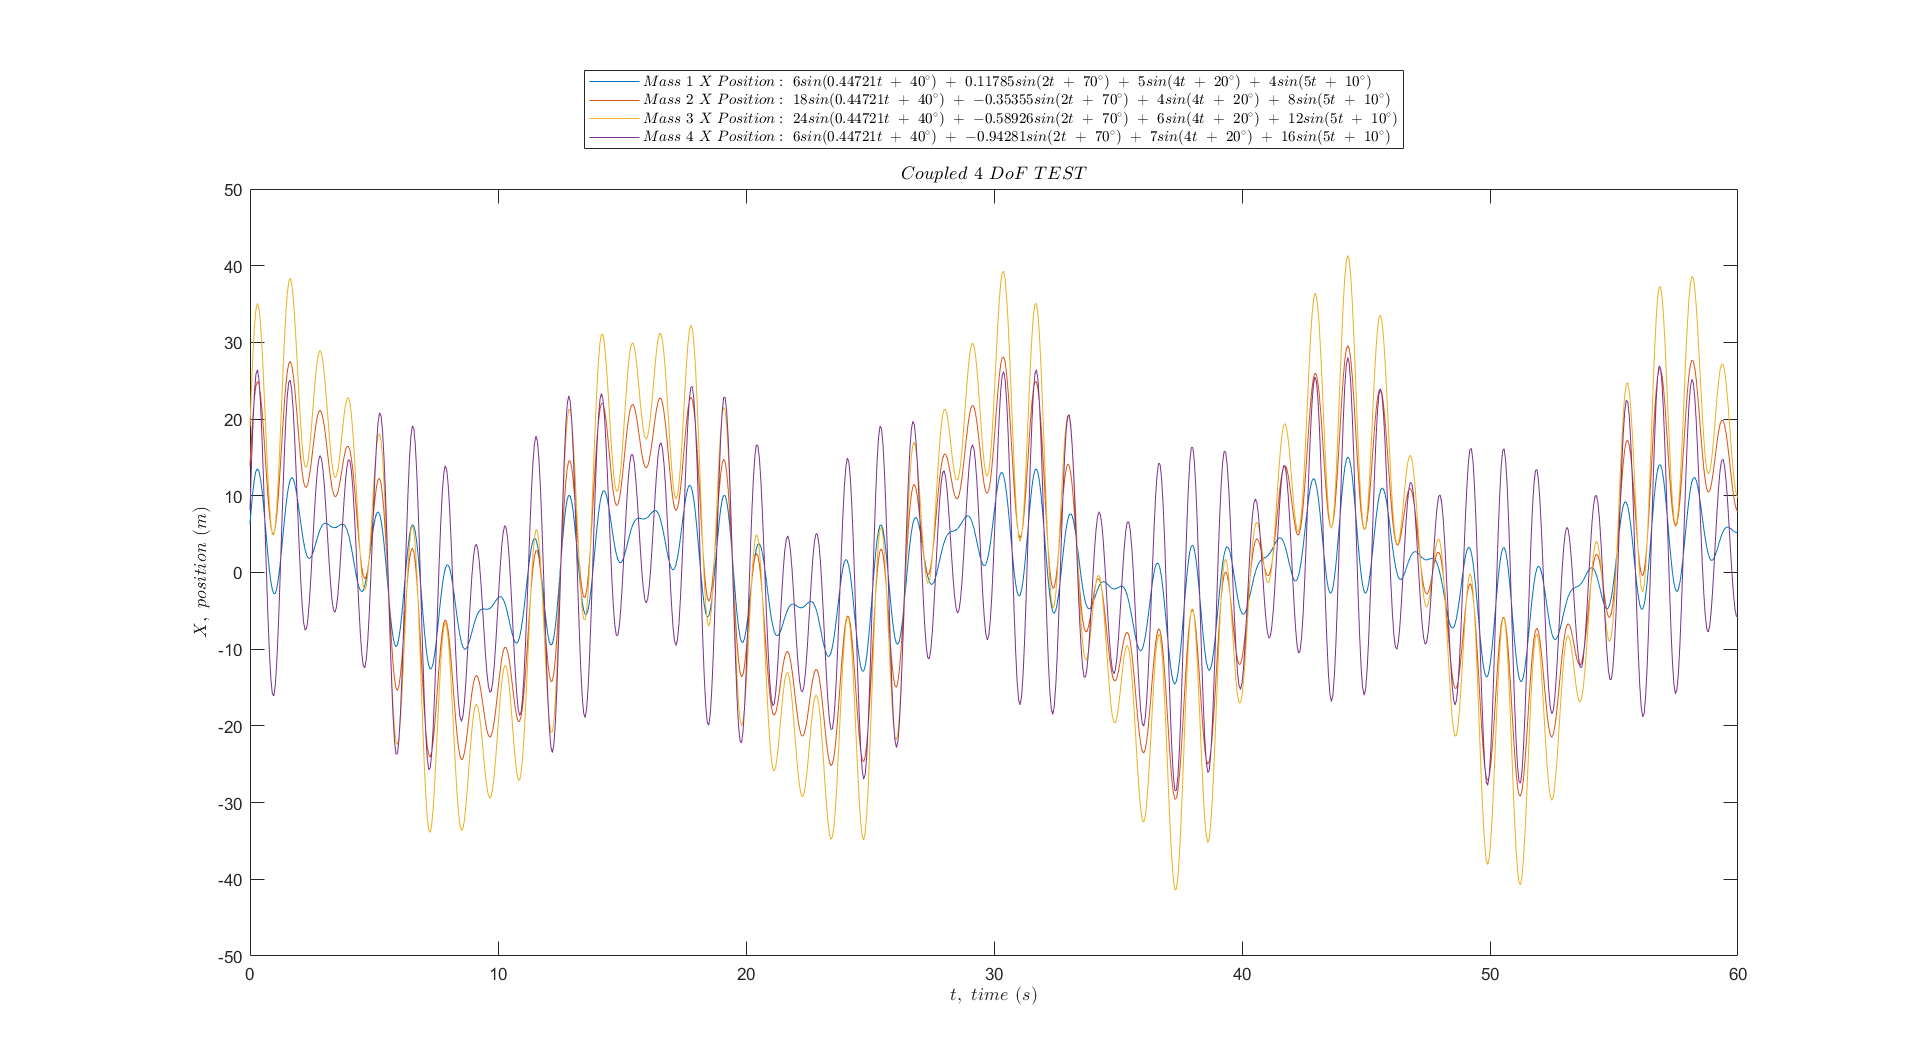 Mass 1 X Position: 6sin(0.44721t + 40°) + 0.11785sin(2t + 70°) + 5sin(4t + 20°) + 4sin(5t + 10°)
Mass 2 X Position: 18sin(0.44721t + 40°) + −0.35355sin(2t + 70°) + 4sin(4t + 20°) + 8sin(5t + 10°)
Mass 3 X Position: 24sin(0.44721t + 40°) + −0.58926sin(2t + 70°) + 6sin(4t + 20°) + 12sin(5t + 10°)
Mass 4 X Position: 6sin(0.44721t + 40°) + −0.94281sin(2t + 70°) + 7sin(4t + 20°) + 16sin(5t + 10°)
Coupled 4 DoF TEST
50
40
30
20
10
0
-10
-20
-30
-40
-50
X, position (m)
0 10 20 30 40 50 60
t, time (s)